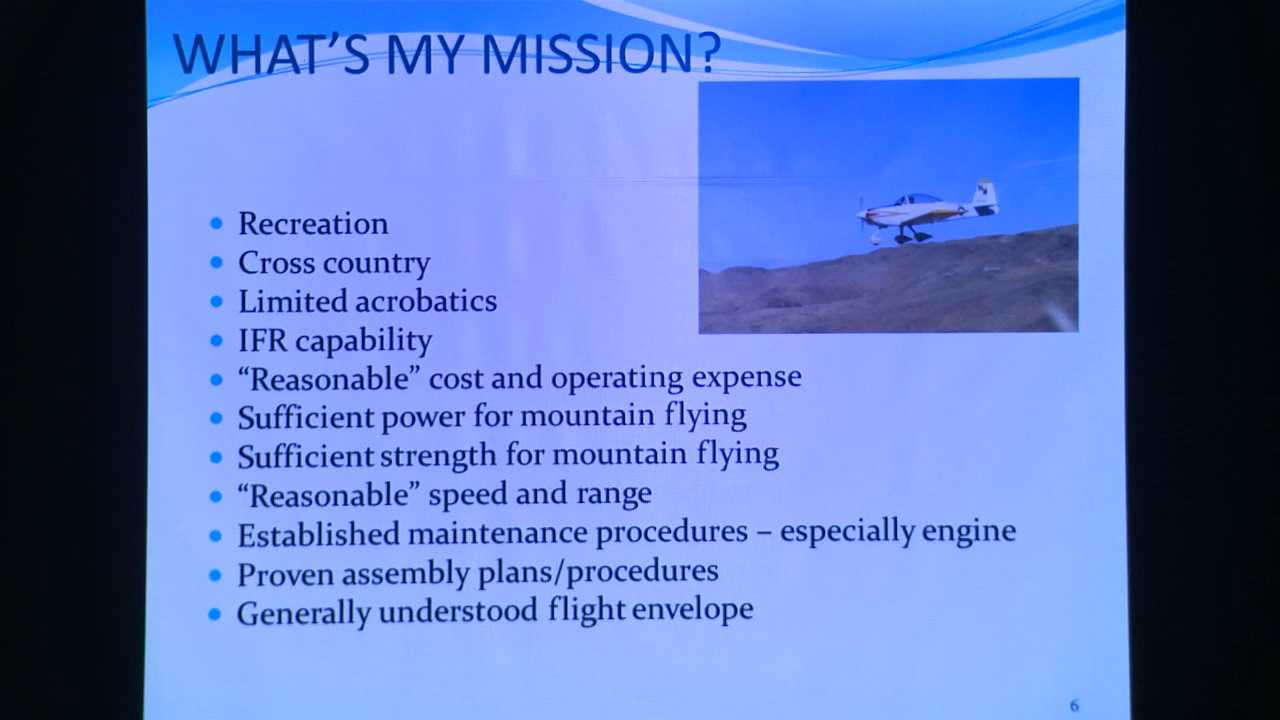 WHAT'S MY MISSION?
Recreation
Cross country
Limited acrobatics
IFR capability
“Reasonable” cost and operating expense
Sufficient power for mountain flying
Sufficient strength for mountain flying
“Reasonable” speed and range
Established maintenance procedures – especially engine
Proven assembly plans/procedures
Generally understood flight envelope
6